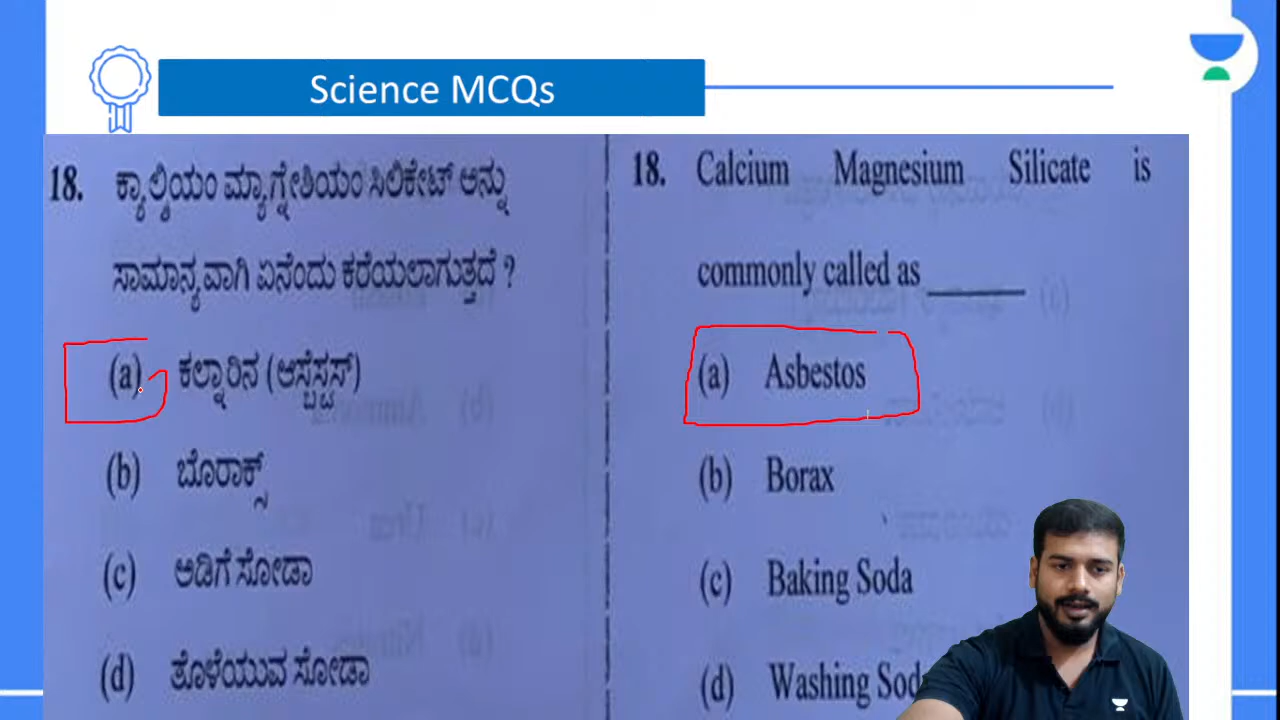 Science MCQs
18. ಕ್ಯಾಲ್ಶಿಯಂ ಮ್ಯಾಗ್ನೇಶಿಯಂ ಸಿಲಿಕೇಟ್ ಅನ್ನು
ಸಾಮಾನ್ಯವಾಗಿ ಏನೆಂದು ಕರೆಯಲಾಗುತ್ತದೆ ?
(a) ಕಲ್ನಾರಿನ (ಆಸ್ಬೆಸ್ಟಸ್)
(b) ಬೊರಾಕ್ಸ್
(c) ಅಡಿಗೆ ಸೋಡಾ
(d) ತೊಳೆಯುವ ಸೋಡಾ
18. Calcium Magnesium Silicate is
commonly called as ______
(a) Asbestos
(b) Borax
(c) Baking Soda
(d) Washing